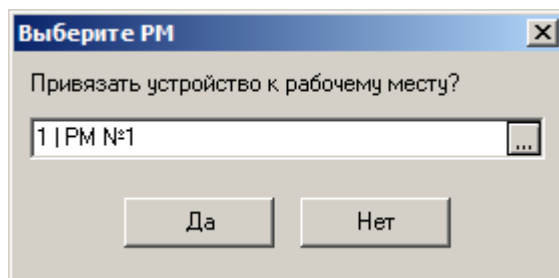 Выберите РМ
Привязать устройство к рабочему месту?
1 | РМ №1
...
Да
Нет